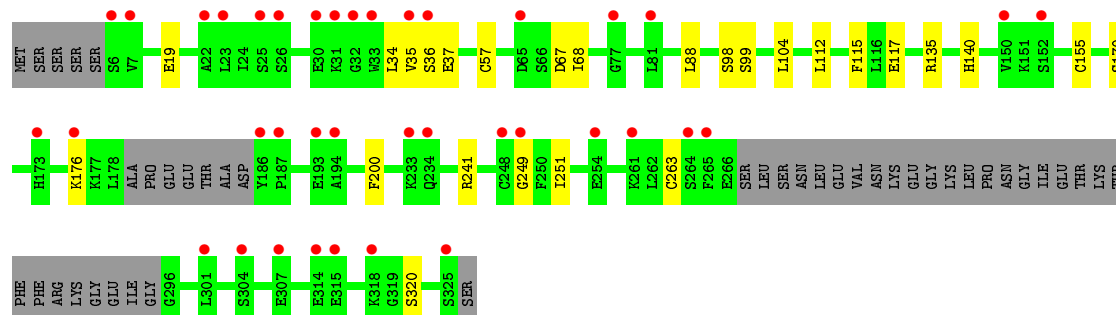 MET SER SER SER SER S6 V7 E19 A22 L23 I24 S25 S26 E30 K31 G32 W33 L34 V35 S36 E37 C57 D65 S66 D67 I68 G77 L81 L88 S98 S99 L104 L112 F115 L116 E117 R135 H140 V150 K151 S152 C155
H173 K176 K177 L178 ALA PRO GLU GLU THR ALA ASP Y186 P187 E193 A194 F200 K233 Q234 R241 C248 G249 F250 I251 E254 K261 L262 C263 S264 F265 E266 SER LEU SER ASN LEU GLU VAL ASN LYS GLU GLY LYS LEU PRO ASN GLY ILE GLU THR LYS
PHE PHE ARG LYS GLY GLU ILE GLY G296 L301 S304 E307 E314 E315 K318 G319 S320 S325 SER